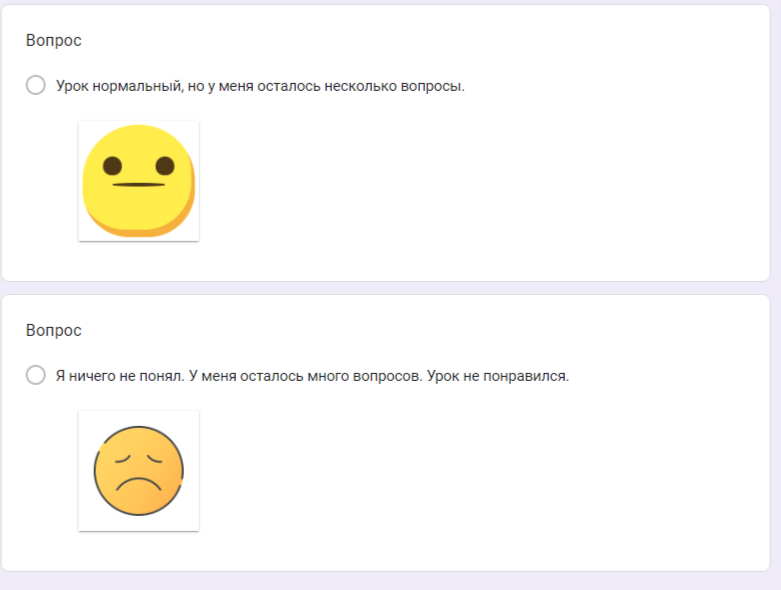 Вопрос
Урок нормальный, но у меня осталось несколько вопросы.
Вопрос
Я ничего не понял. У меня осталось много вопросов. Урок не понравился.